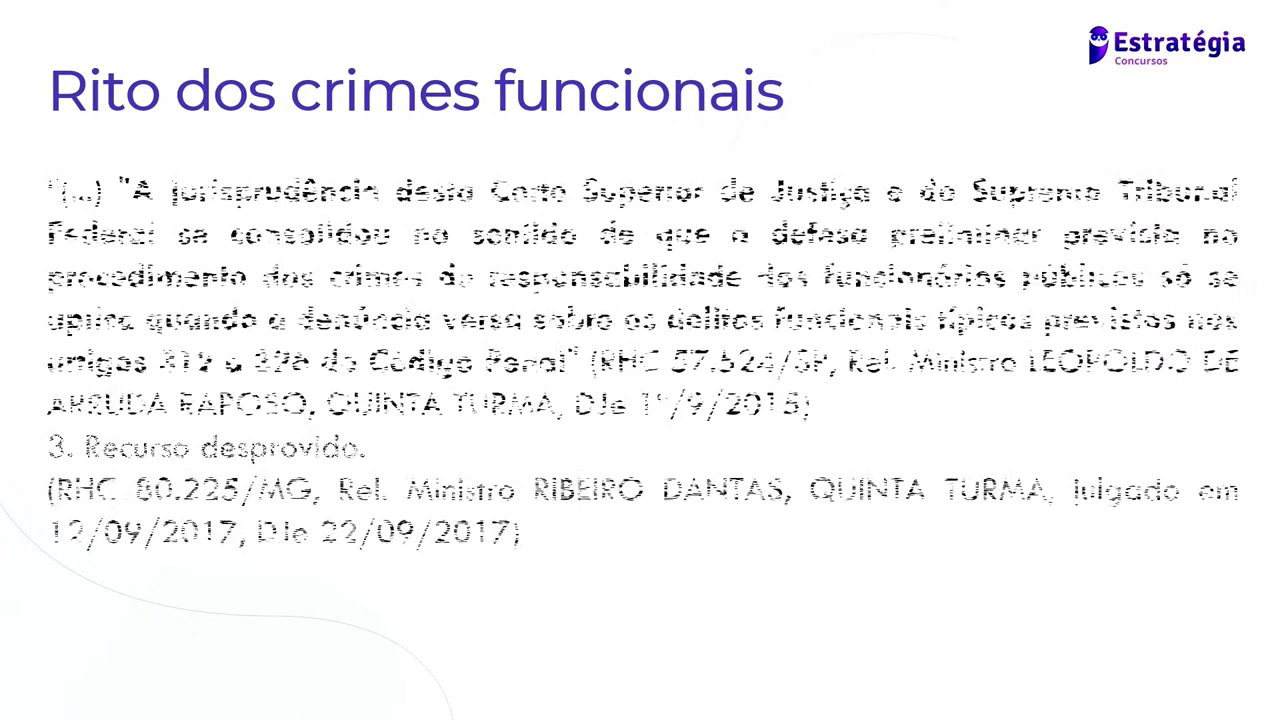 Estratégia
Concursos
Rito dos crimes funcionais
"(...) "A jurisprudência desta Corte Superior de Justiça e do Supremo Tribunal
Federal se consolidou no sentido de que a defesa preliminar prevista no
procedimento dos crimes de responsabilidade dos funcionários públicos só se
aplica quando a denúncia versa sobre os delitos funcionais típicos previstos nos
artigos 312 a 326 do Código Penal" (RHC 57.524/SP, Rel. Ministro LEOPOLDO DE
ARRUDA RAPOSO, QUINTA TURMA, DJe 1º/9/2015)
3. Recurso desprovido.
(RHC 80.225/MG, Rel. Ministro RIBEIRO DANTAS, QUINTA TURMA, julgado em
12/09/2017, DJe 22/09/2017)